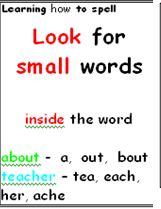 Learning how to spell
Look for
small words
inside the word
about - a, out, bout
teacher - tea, each,
her, ache